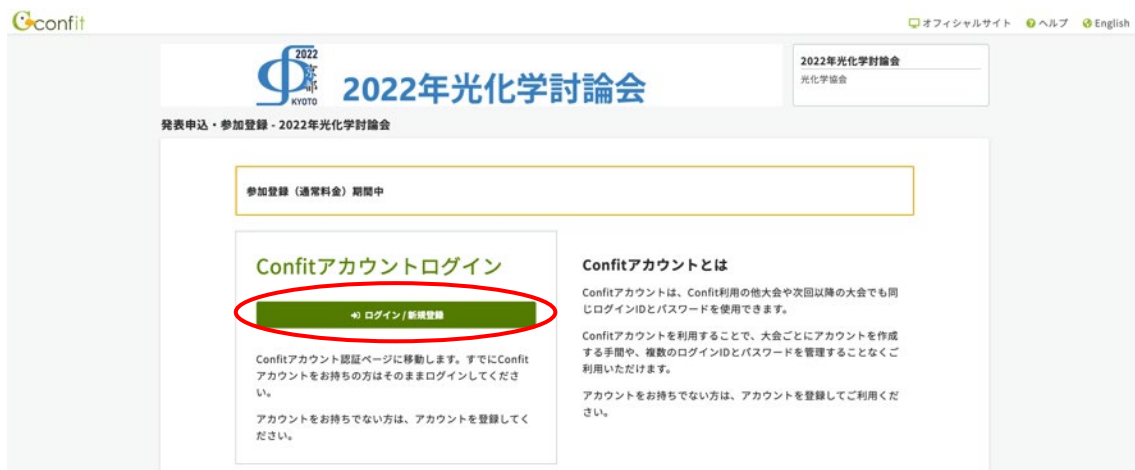 confit
オフィシャルサイト ヘルプ English
2022
KYOTO
2022年光化学討論会
2022年光化学討論会
光化学協会
発表申込・参加登録 - 2022年光化学討論会
参加登録（通常料金）期間中
Confitアカウントログイン
ログイン / 新規登録
Confitアカウント認証ページに移動します。すでにConfit
アカウントをお持ちの方はそのままログインしてくださ
い。
アカウントをお持ちでない方は、アカウントを登録してく
ださい。
Confitアカウントとは
Confitアカウントは、Confit利用の他大会や次回以降の大会でも同
じログインIDとパスワードを使用できます。
Confitアカウントを利用することで、大会ごとにアカウントを作成
する手間や、複数のログインIDとパスワードを管理することなくご
利用いただけます。
アカウントをお持ちでない方は、アカウントを登録してご利用くだ
さい。